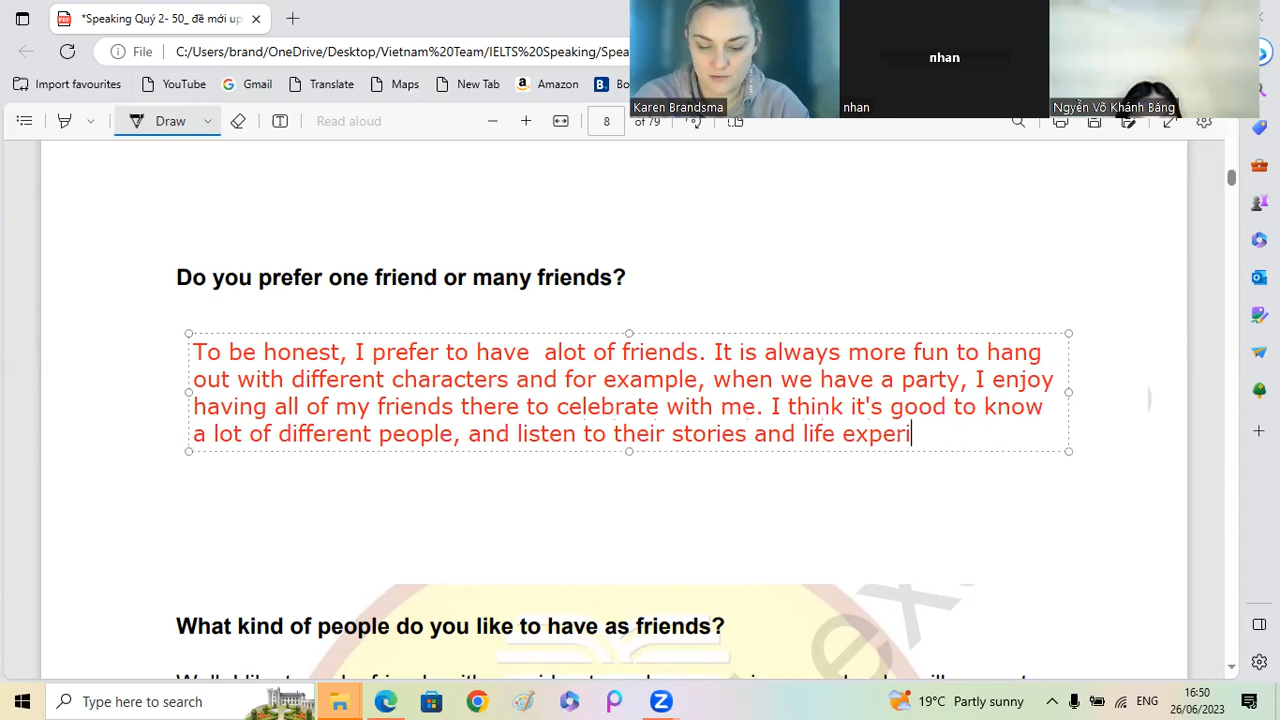 *Speaking Quý 2- 50_ đề mới up
File C:/Users/brand/OneDrive/Desktop/Vietnam%20Team/IELTS%20Speaking/Spea
Import favourites YouTube Gmail Translate Maps New Tab Amazon B. Bo
Karen Brandsma
nhan
nhan
Nguyễn Võ Khánh Băng
Draw Read aloud 8 of 79
Do you prefer one friend or many friends?
To be honest, I prefer to have  alot of friends. It is always more fun to hang
out with different characters and for example, when we have a party, I enjoy
having all of my friends there to celebrate with me. I think it's good to know
a lot of different people, and listen to their stories and life experi
What kind of people do you like to have as friends?
Type here to search
19°C Partly sunny
ENG
16:50
26/06/2023